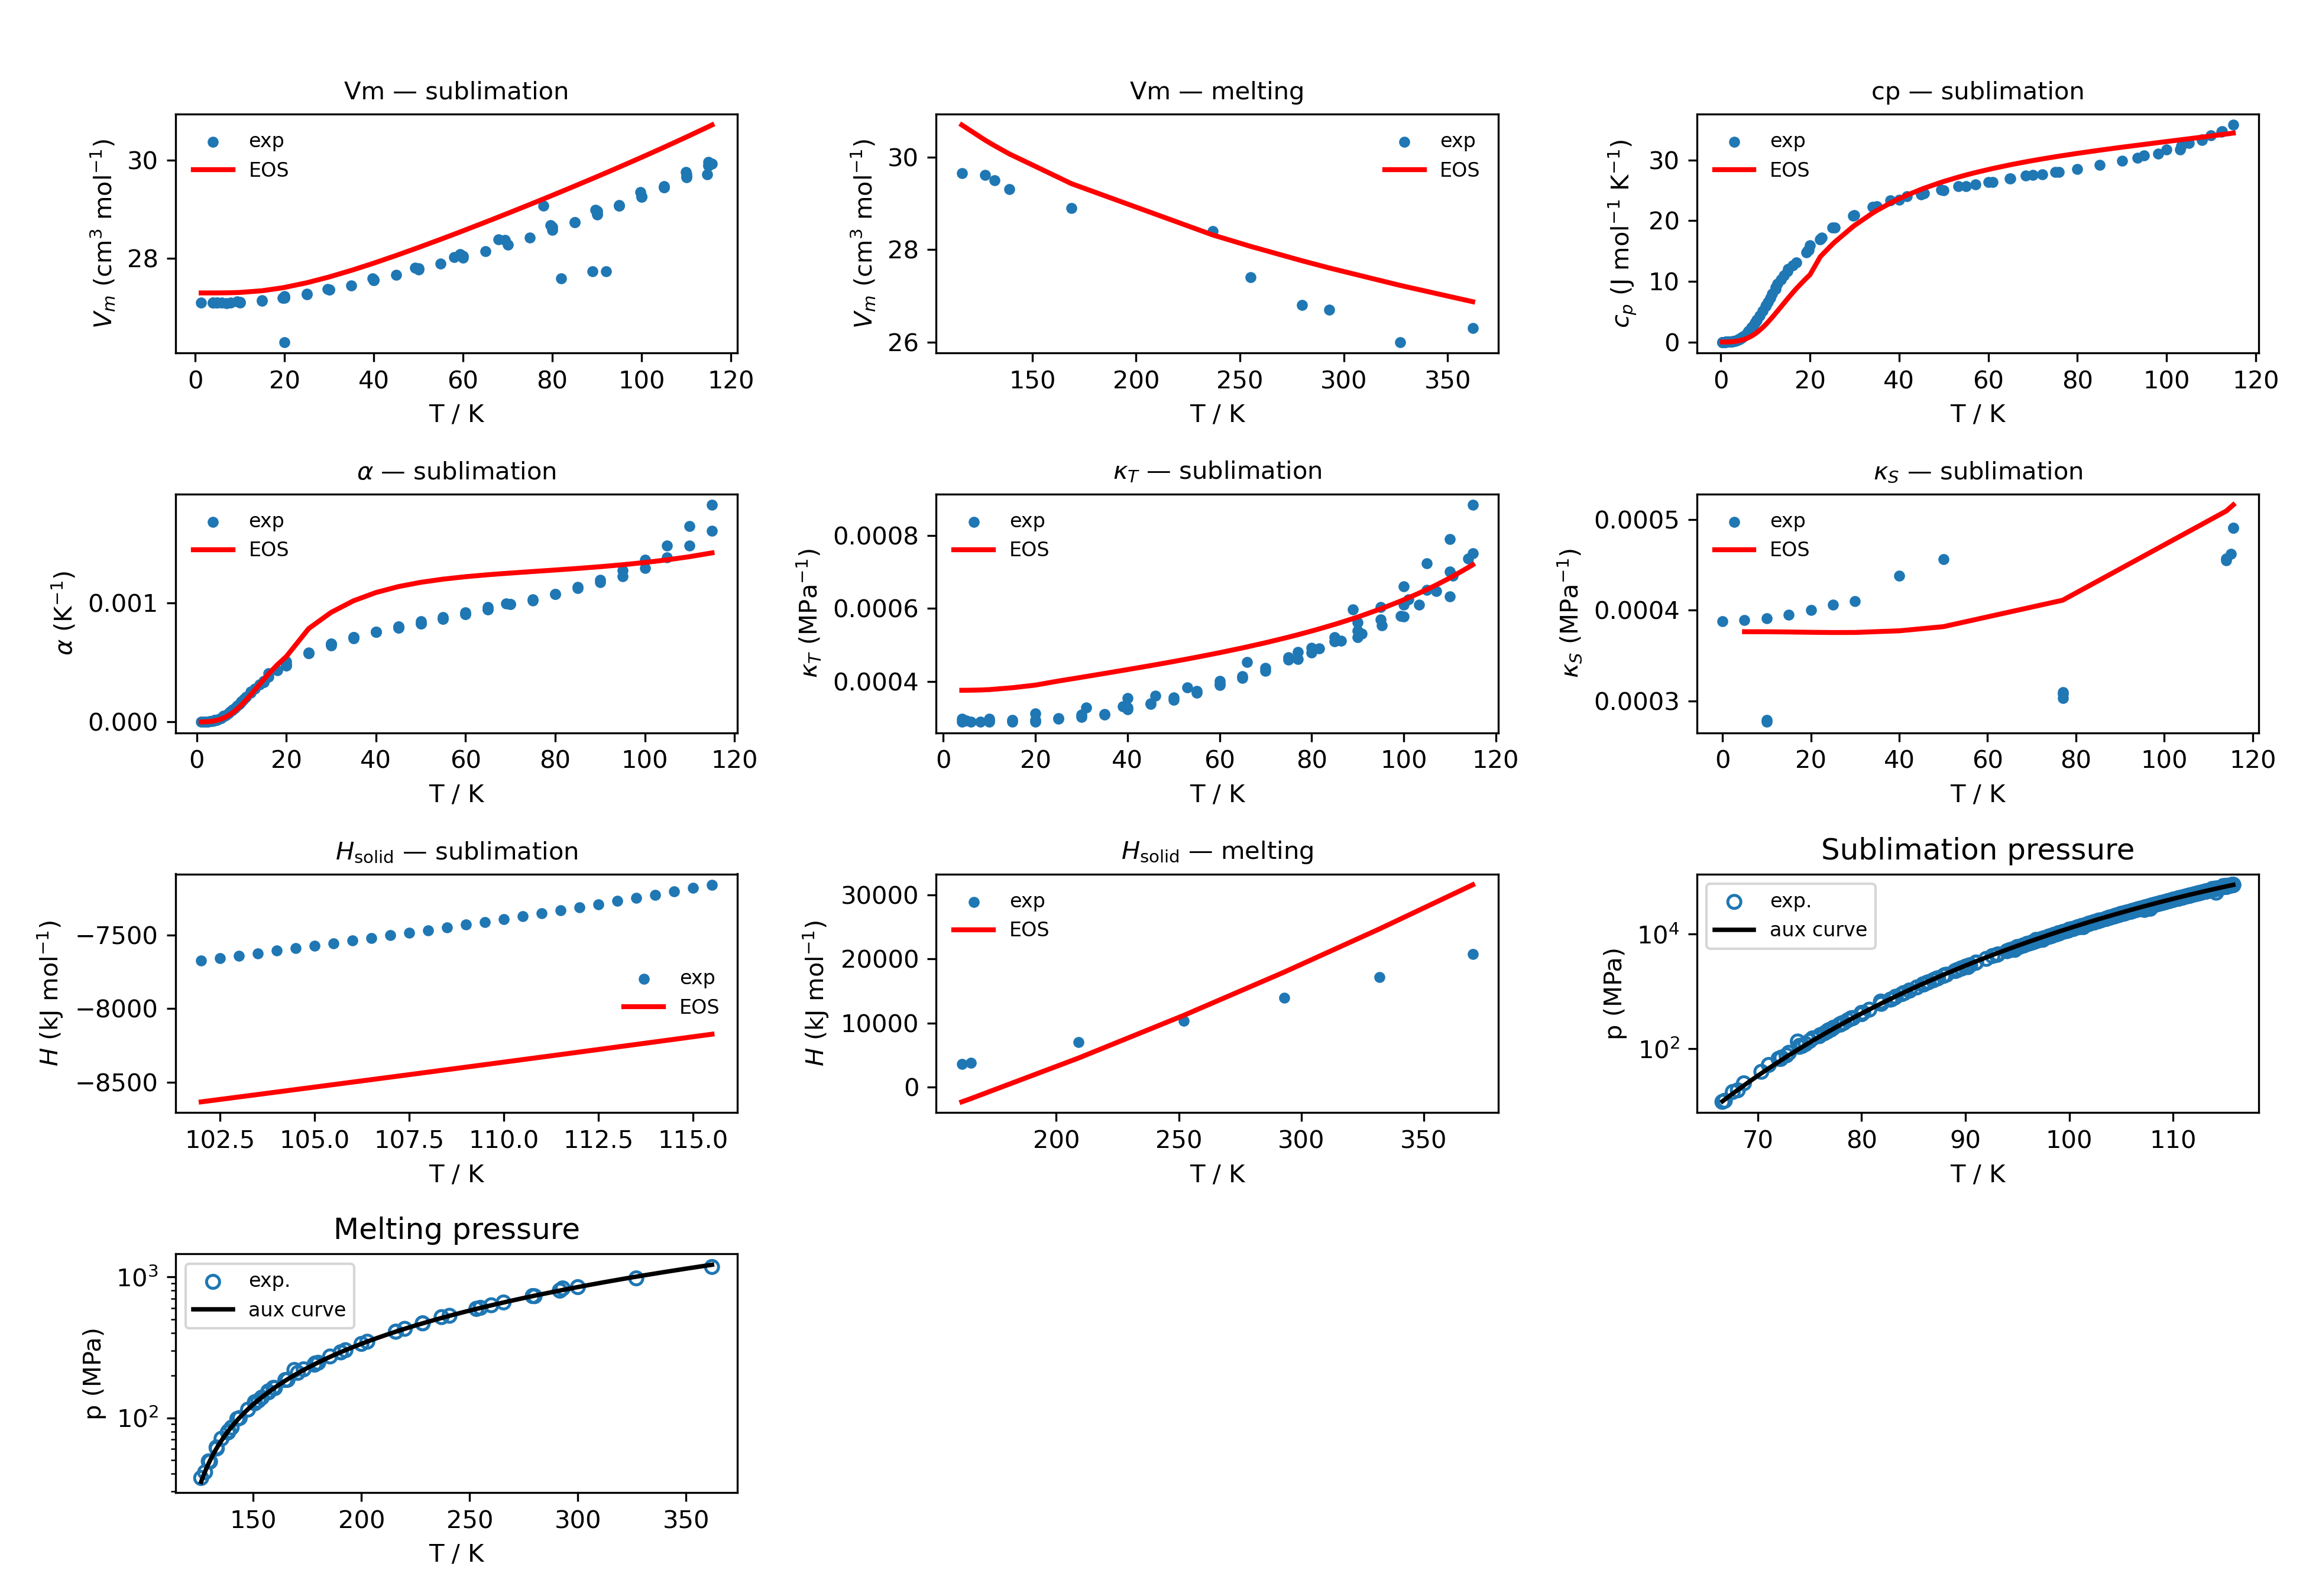 Vm — sublimation
exp
EOS
V_m (cm³ mol⁻¹)
30
28
0 20 40 60 80 100 120
T / K
Vm — melting
exp
EOS
V_m (cm³ mol⁻¹)
30
28
26
150 200 250 300 350
T / K
cp — sublimation
exp
EOS
c_p (J mol⁻¹ K⁻¹)
30
20
10
0
0 20 40 60 80 100 120
T / K
α — sublimation
exp
EOS
α (K⁻¹)
0.001
0.000
0 20 40 60 80 100 120
T / K
κ_T — sublimation
exp
EOS
κ_T (MPa⁻¹)
0.0008
0.0006
0.0004
0 20 40 60 80 100 120
T / K
κ_S — sublimation
exp
EOS
κ_S (MPa⁻¹)
0.0005
0.0004
0.0003
0 20 40 60 80 100 120
T / K
H_solid — sublimation
exp
EOS
H (kJ mol⁻¹)
−7500
−8000
−8500
102.5 105.0 107.5 110.0 112.5 115.0
T / K
H_solid — melting
exp
EOS
H (kJ mol⁻¹)
30000
20000
10000
0
200 250 300 350
T / K
Sublimation pressure
exp.
aux curve
p (MPa)
10⁴
10²
70 80 90 100 110
T / K
Melting pressure
exp.
aux curve
p (MPa)
10³
10²
150 200 250 300 350
T / K